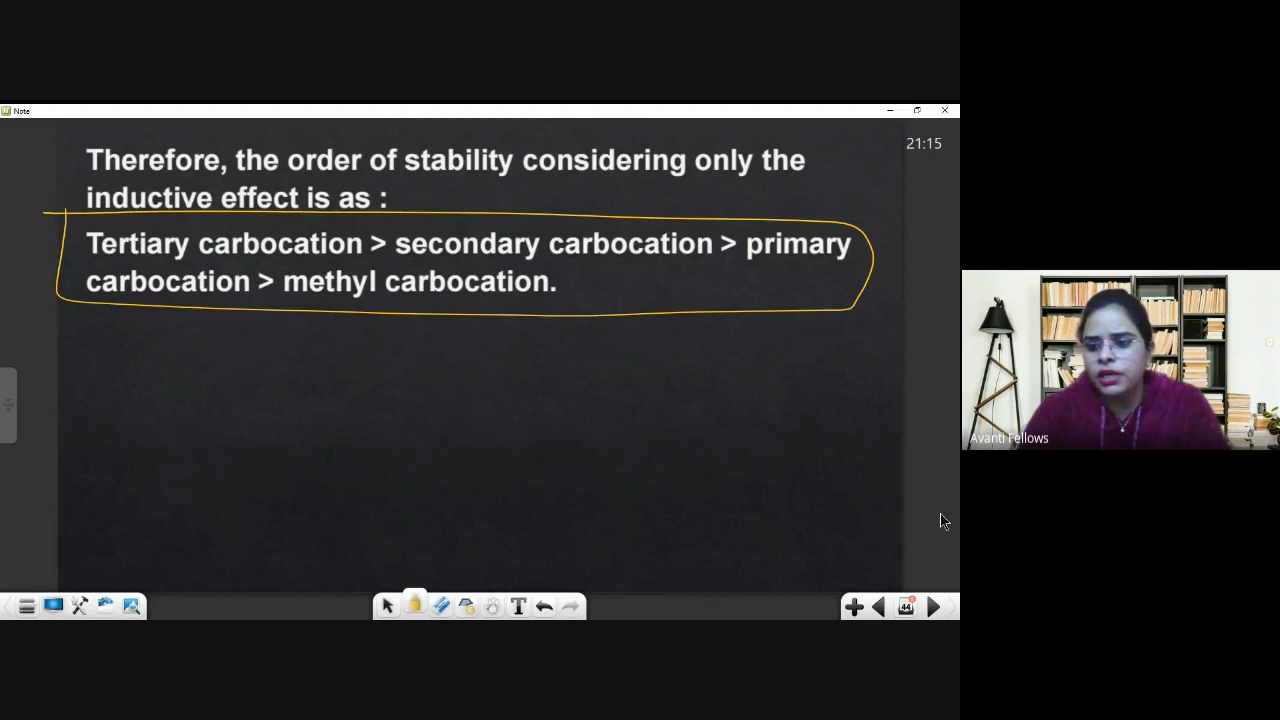 Note
21:15
Therefore, the order of stability considering only the
inductive effect is as :
Tertiary carbocation > secondary carbocation > primary
carbocation > methyl carbocation.
Avanti Fellows
T
44